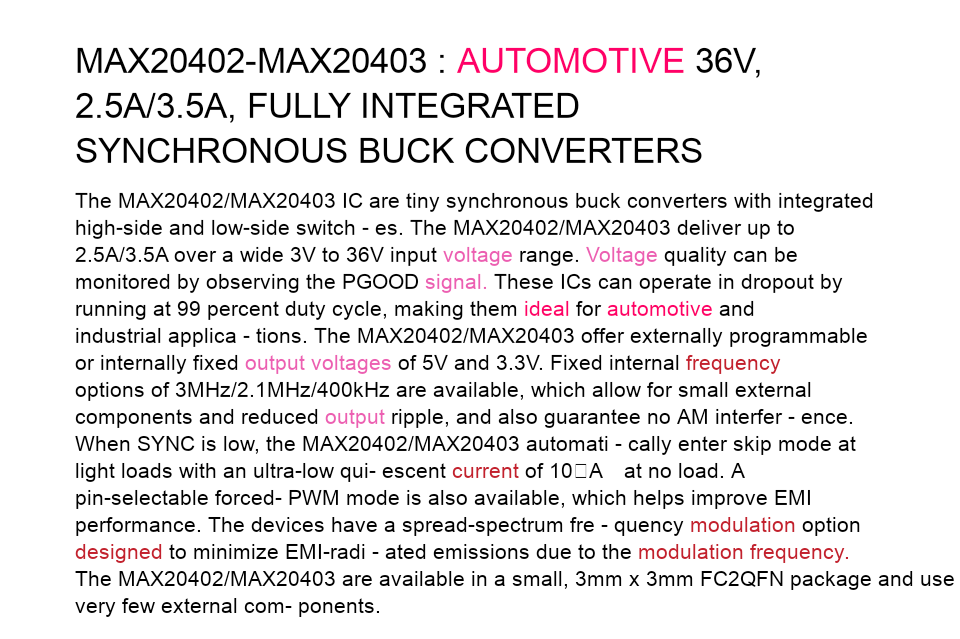 MAX20402-MAX20403 : AUTOMOTIVE 36V,
2.5A/3.5A, FULLY INTEGRATED
SYNCHRONOUS BUCK CONVERTERS
The MAX20402/MAX20403 IC are tiny synchronous buck converters with integrated
high-side and low-side switch - es. The MAX20402/MAX20403 deliver up to
2.5A/3.5A over a wide 3V to 36V input voltage range. Voltage quality can be
monitored by observing the PGOOD signal. These ICs can operate in dropout by
running at 99 percent duty cycle, making them ideal for automotive and
industrial applica - tions. The MAX20402/MAX20403 offer externally programmable
or internally fixed output voltages of 5V and 3.3V. Fixed internal frequency
options of 3MHz/2.1MHz/400kHz are available, which allow for small external
components and reduced output ripple, and also guarantee no AM interfer - ence.
When SYNC is low, the MAX20402/MAX20403 automati - cally enter skip mode at
light loads with an ultra-low qui- escent current of 10□A at no load. A
pin-selectable forced- PWM mode is also available, which helps improve EMI
performance. The devices have a spread-spectrum fre - quency modulation option
designed to minimize EMI-radi - ated emissions due to the modulation frequency.
The MAX20402/MAX20403 are available in a small, 3mm x 3mm FC2QFN package and use
very few external com- ponents.